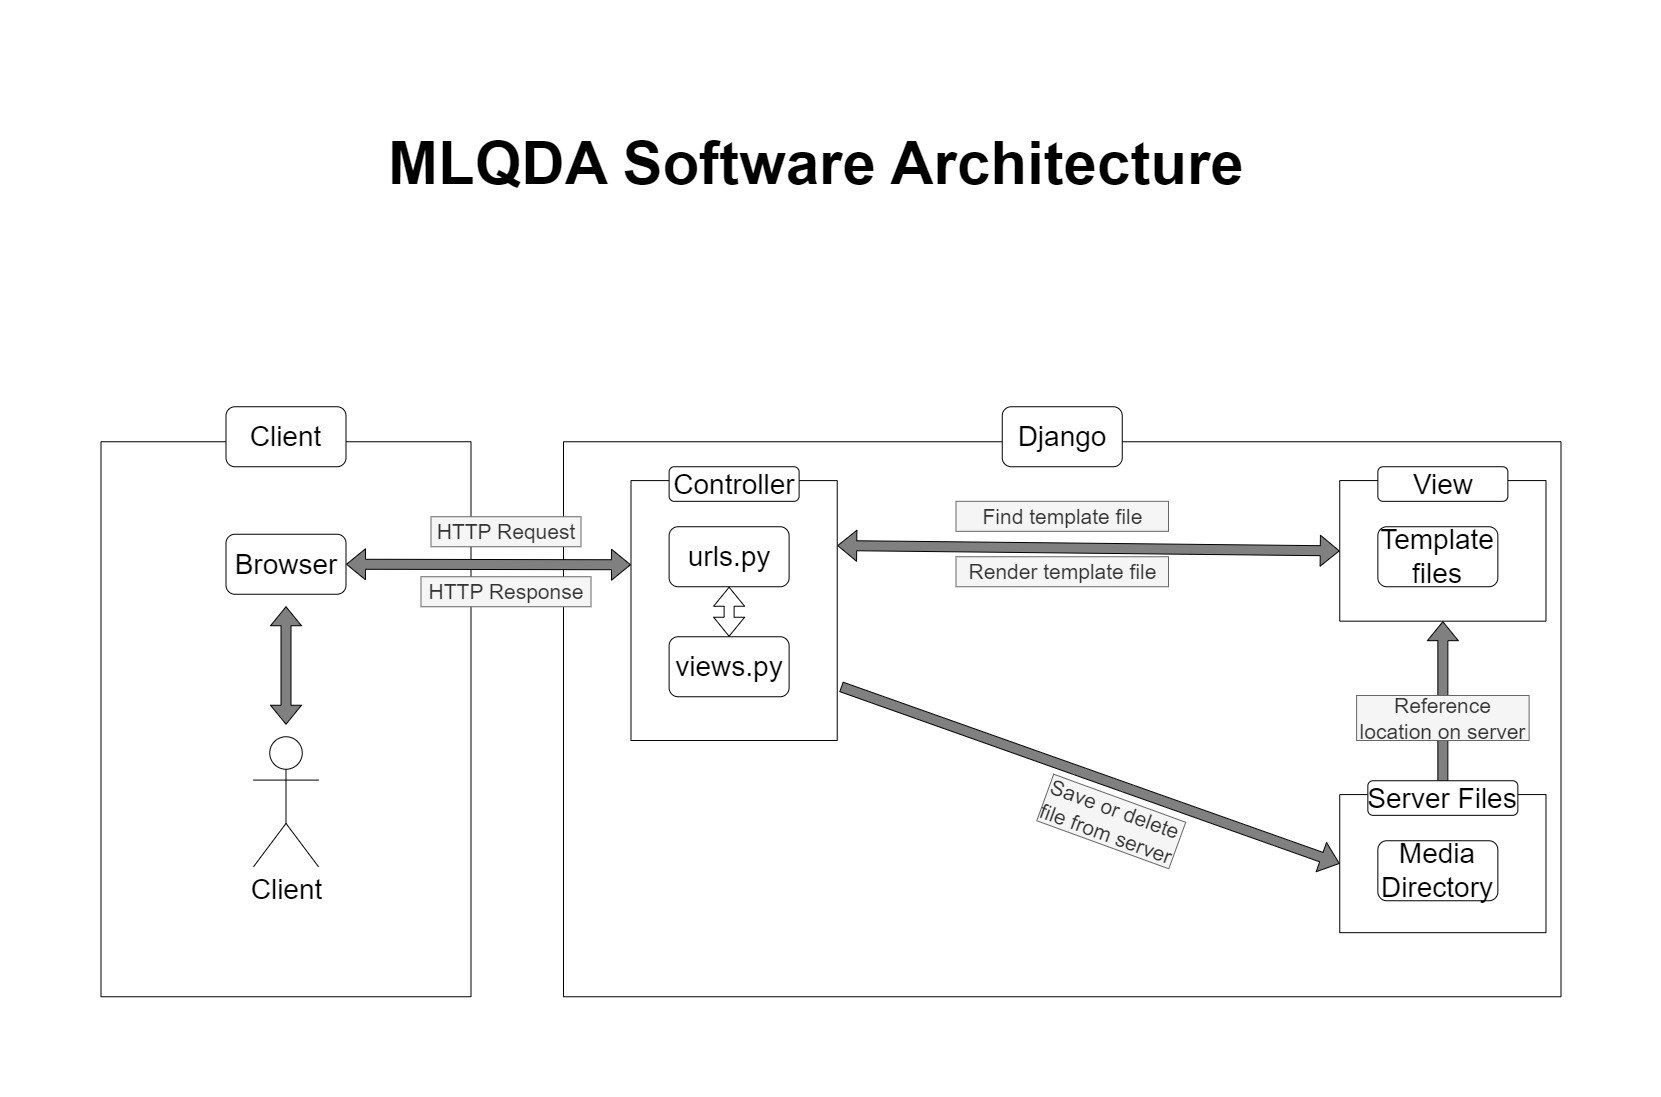 MLQDA Software Architecture
Client
Django
Controller
View
HTTP Request
Find template file
urls.py
Template
files
Browser
HTTP Response
Render template file
views.py
Reference
location on server
Save or delete
file from server
Server Files
Media
Directory
Client